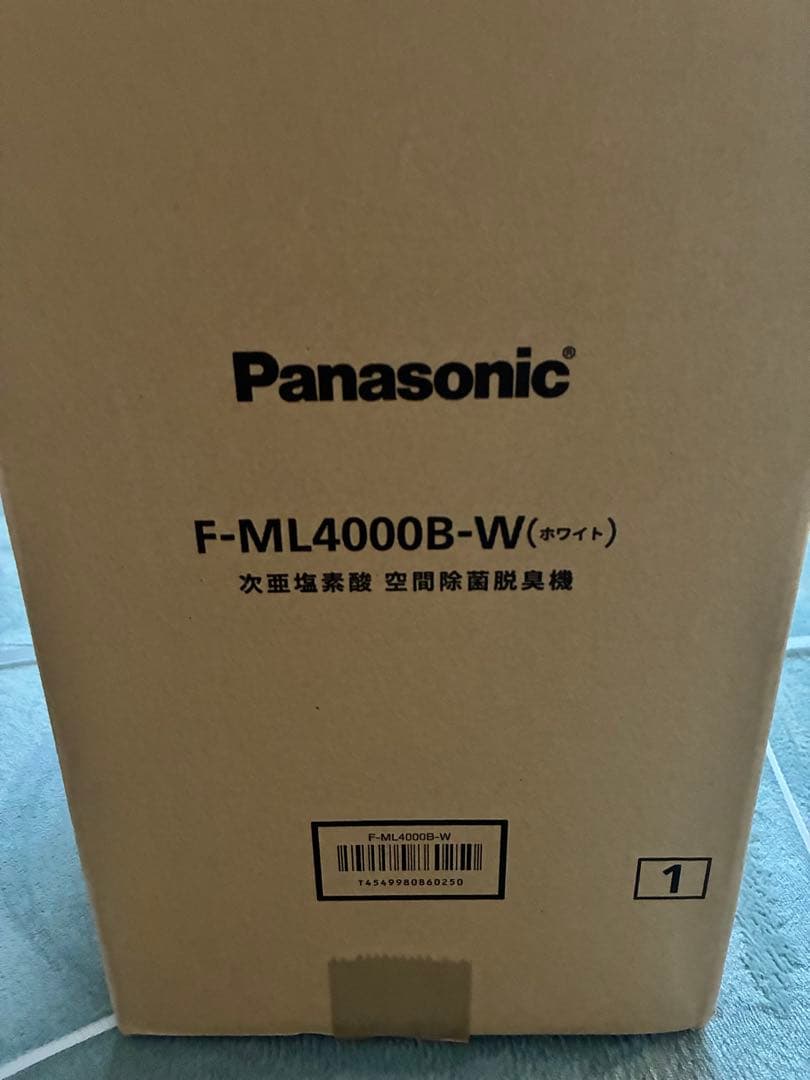 Panasonic®
F-ML4000B-W(ホワイト)
次亜塩素酸 空間除菌脱臭機
F-ML4000B-W
T4549980860250
1